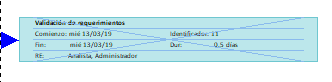 Validación de requerimientos
Comienzo: mié 13/03/19 Identificador: 11
Fin: mié 13/03/19 Dur: 0,5 días
RE: Analista, Administrador